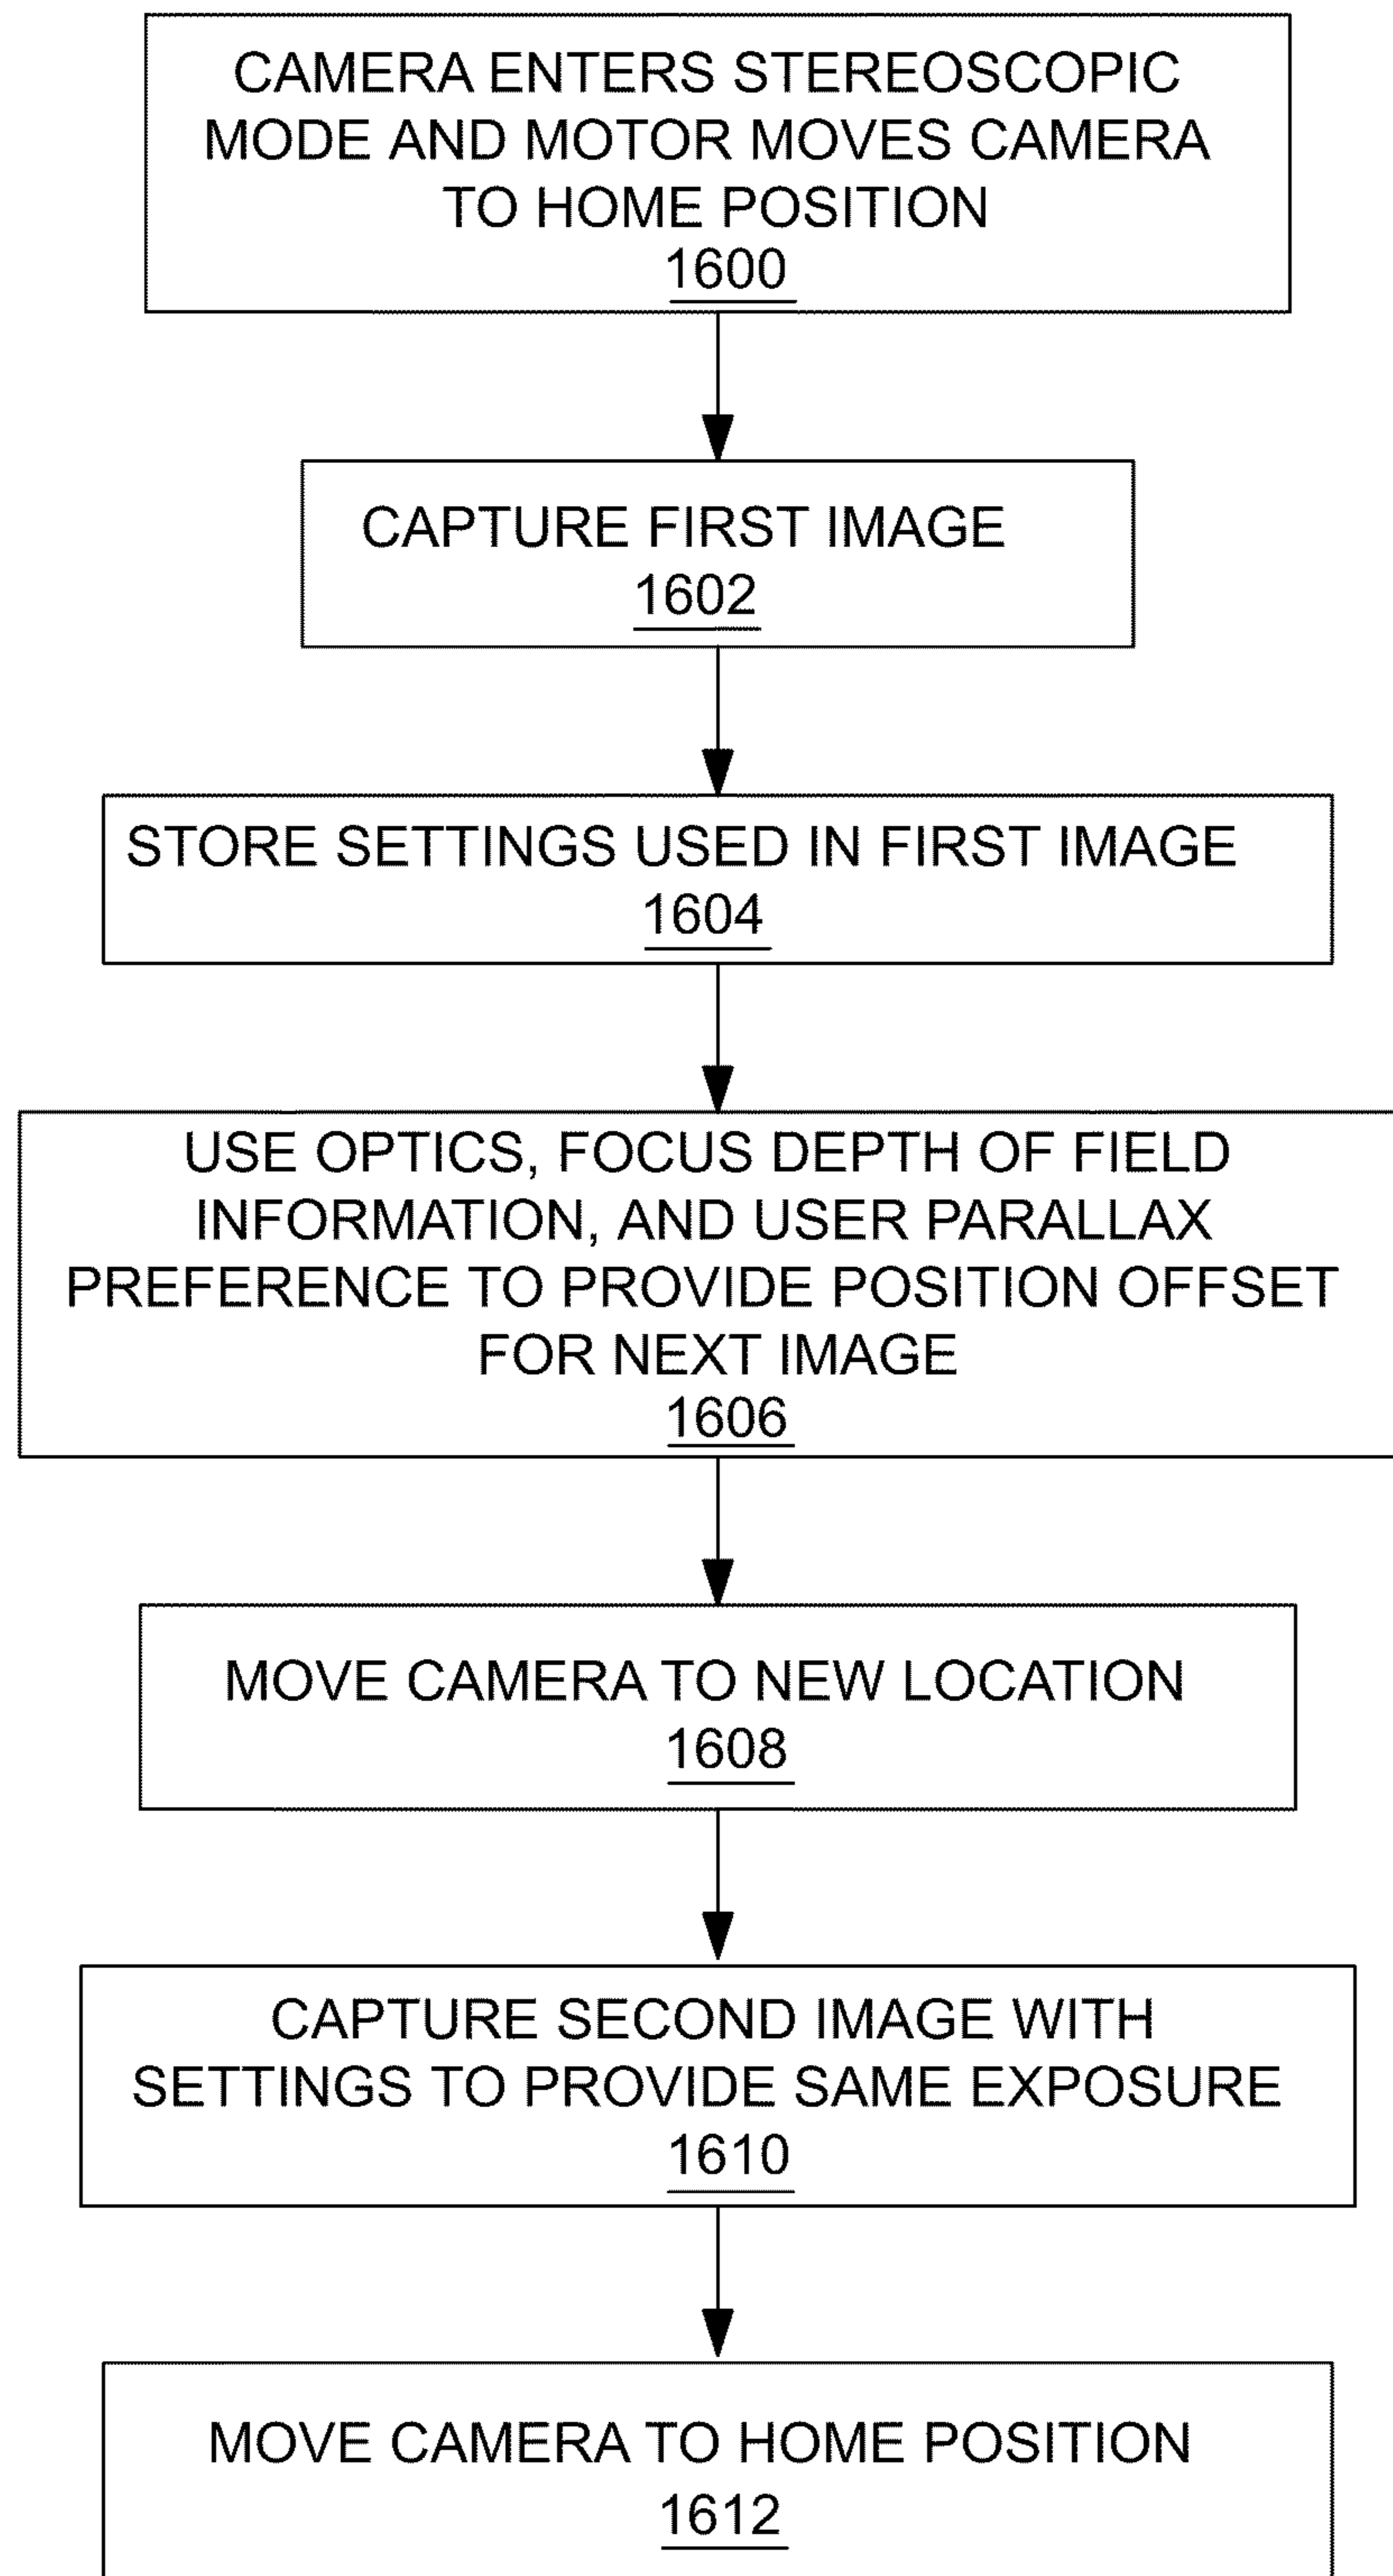 CAMERA ENTERS STEREOSCOPIC
MODE AND MOTOR MOVES CAMERA
TO HOME POSITION
1600
CAPTURE FIRST IMAGE
1602
STORE SETTINGS USED IN FIRST IMAGE
1604
USE OPTICS, FOCUS DEPTH OF FIELD
INFORMATION, AND USER PARALLAX
PREFERENCE TO PROVIDE POSITION OFFSET
FOR NEXT IMAGE
1606
MOVE CAMERA TO NEW LOCATION
1608
CAPTURE SECOND IMAGE WITH
SETTINGS TO PROVIDE SAME EXPOSURE
1610
MOVE CAMERA TO HOME POSITION
1612